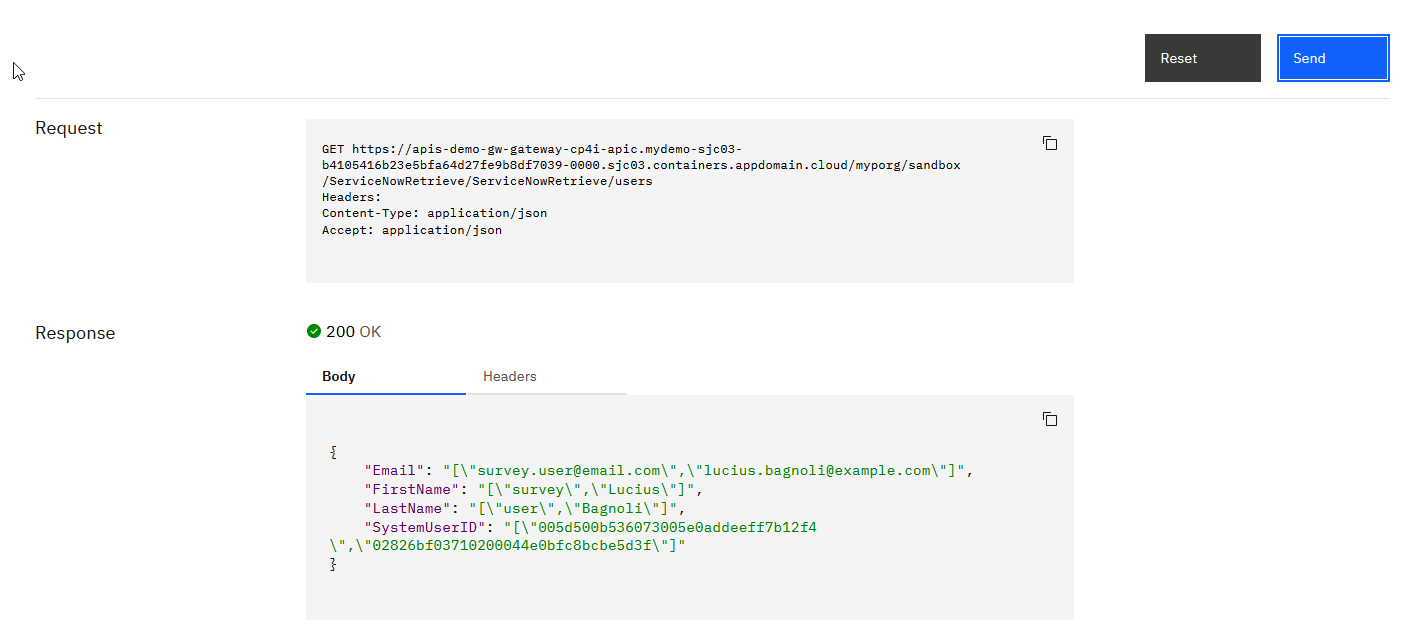 Reset
Send
Request
GET https://apis-demo-gw-gateway-cp4i-apic.mydemo-sjc03-
b4105416b23e5bfa64d27fe9b8df7039-0000.sjc03.containers.appdomain.cloud/myporg/sandbox
/ServiceNowRetrieve/ServiceNowRetrieve/users
Headers:
Content-Type: application/json
Accept: application/json
Response
200 OK
Body
Headers
{
    "Email": "[\"survey.user@email.com\",\"lucius.bagnoli@example.com\"]",
    "FirstName": "[\"survey\",\"Lucius\"]",
    "LastName": "[\"user\",\"Bagnoli\"]",
    "SystemUserID": "[\"005d500b536073005e0addeeff7b12f4
\",\"02826bf03710200044e0bfc8bcbe5d3f\"]"
}